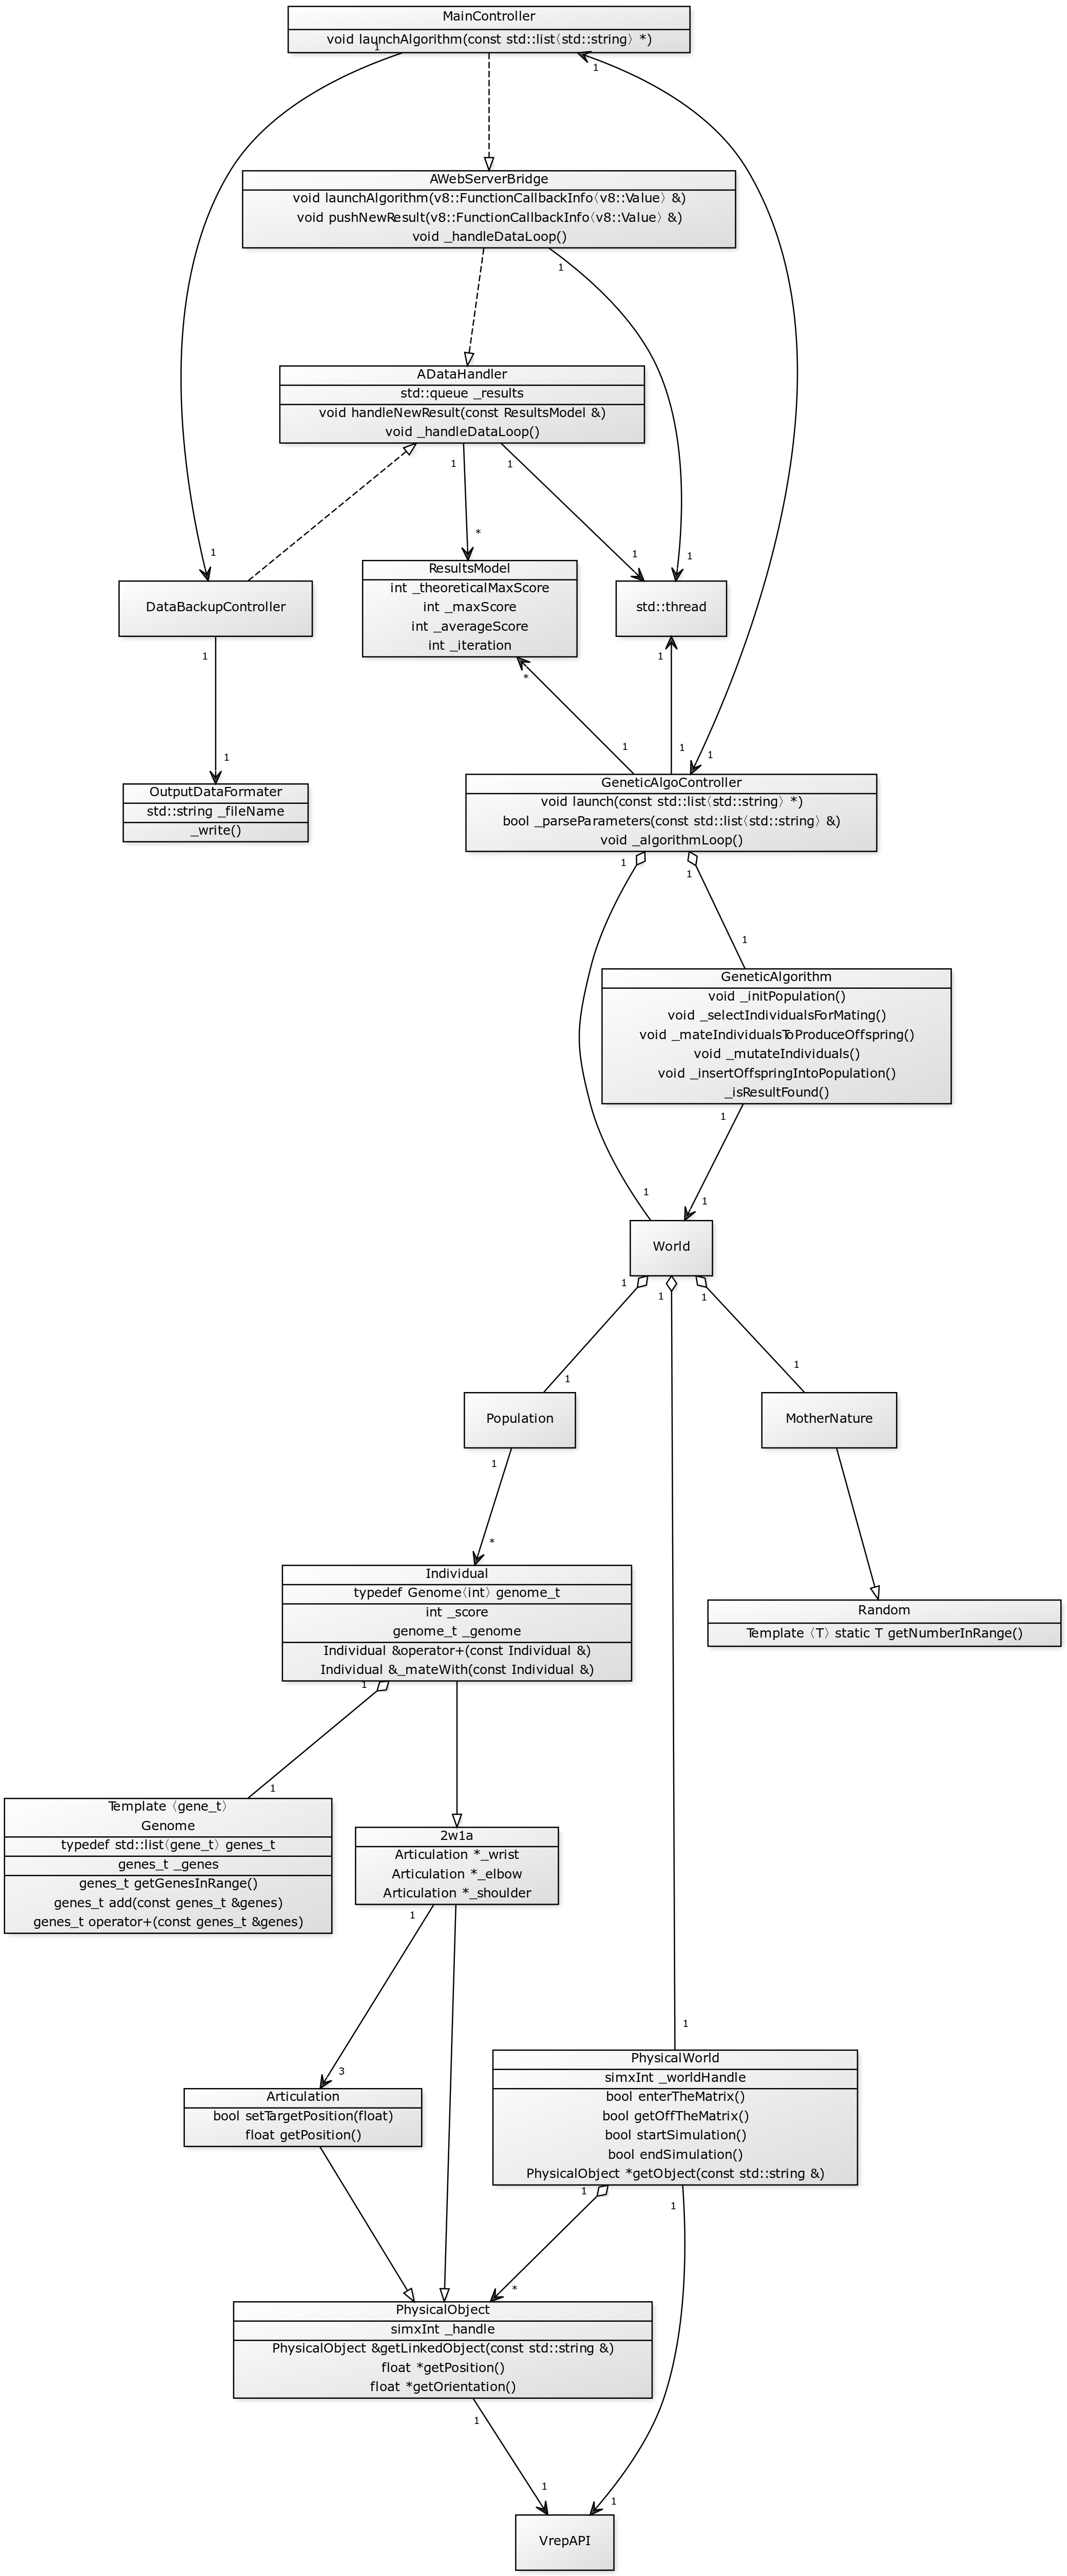 MainController
void launchAlgorithm(const std::list〈std::string〉 *)
1
1
AWebServerBridge
void launchAlgorithm(v8::FunctionCallbackInfo〈v8::Value〉 &)
void pushNewResult(v8::FunctionCallbackInfo〈v8::Value〉 &)
void _handleDataLoop()
1
ADataHandler
std::queue _results
void handleNewResult(const ResultsModel &)
void _handleDataLoop()
1
1
*
1
1
1
DataBackupController
ResultsModel
int _theoreticalMaxScore
int _maxScore
int _averageScore
int _iteration
std::thread
1
1
*
1
1
1
1
OutputDataFormater
std::string _fileName
_write()
GeneticAlgoController
void launch(const std::list〈std::string〉 *)
bool _parseParameters(const std::list〈std::string〉 &)
void _algorithmLoop()
1
1
1
GeneticAlgorithm
void _initPopulation()
void _selectIndividualsForMating()
void _mateIndividualsToProduceOffspring()
void _mutateIndividuals()
void _insertOffspringIntoPopulation()
_isResultFound()
1
1
1
World
1
1
1
1
1
Population
MotherNature
1
*
Individual
typedef Genome〈int〉 genome_t
int _score
genome_t _genome
Individual &operator+(const Individual &)
Individual &_mateWith(const Individual &)
Random
Template 〈T〉 static T getNumberInRange()
1
1
Template 〈gene_t〉
Genome
typedef std::list〈gene_t〉 genes_t
genes_t _genes
genes_t getGenesInRange()
genes_t add(const genes_t &genes)
genes_t operator+(const genes_t &genes)
2w1a
Articulation *_wrist
Articulation *_elbow
Articulation *_shoulder
1
1
3
Articulation
bool setTargetPosition(float)
float getPosition()
PhysicalWorld
simxInt _worldHandle
bool enterTheMatrix()
bool getOffTheMatrix()
bool startSimulation()
bool endSimulation()
PhysicalObject *getObject(const std::string &)
1
1
*
PhysicalObject
simxInt _handle
PhysicalObject &getLinkedObject(const std::string &)
float *getPosition()
float *getOrientation()
1
1
1
VrepAPI